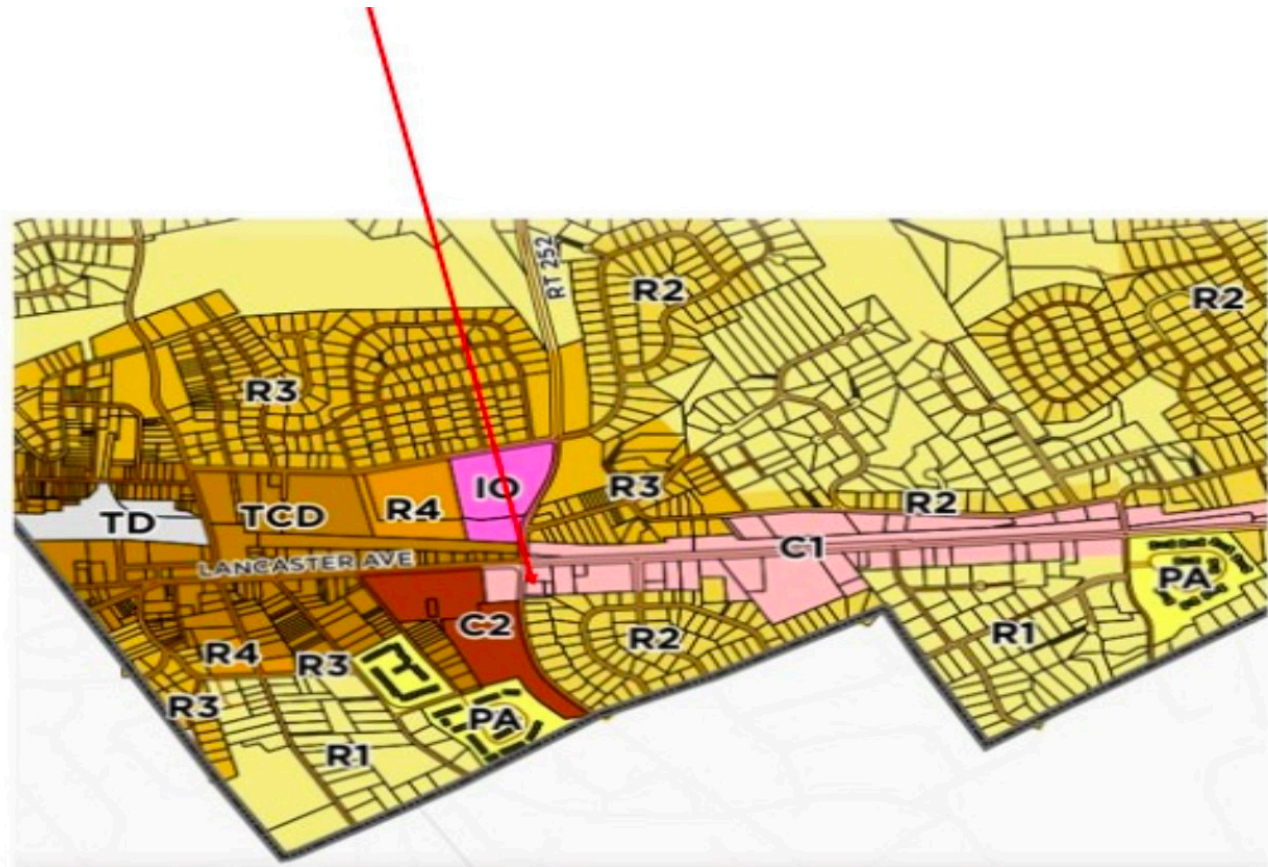 RT 252
R2
R2
R3
IO
R3
R4
R2
TD
TCD
C1
LANCASTER AVE
PA
C2
R2
R1
R4
R3
R3
PA
R1